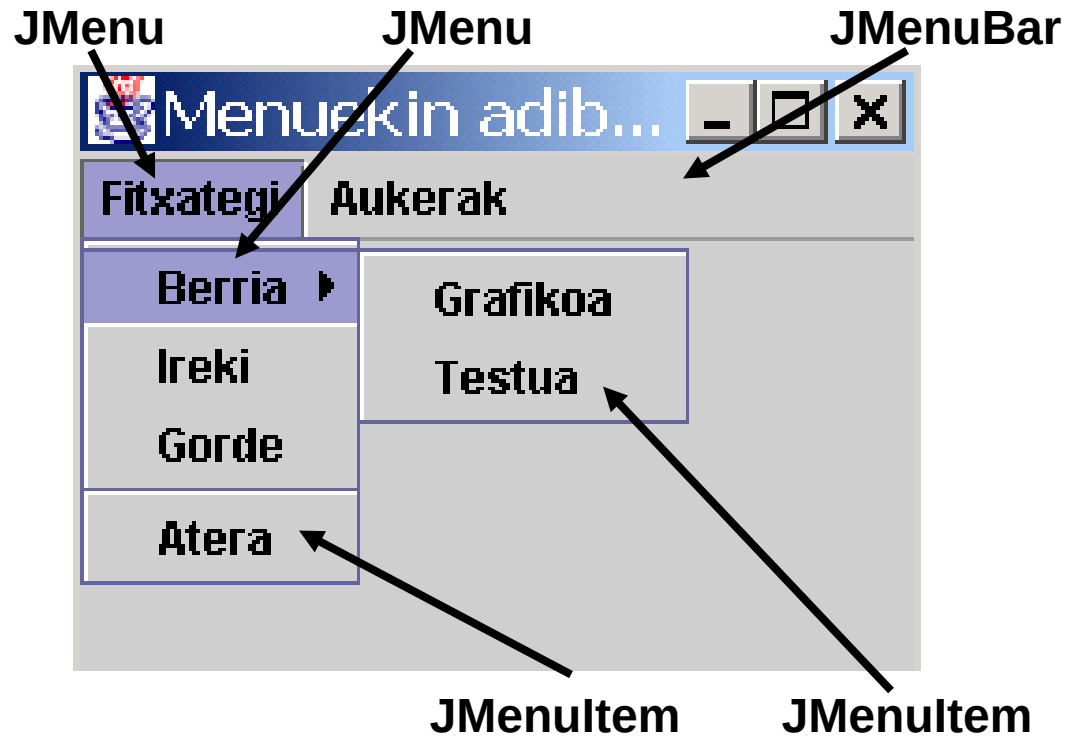 JMenu JMenu JMenuBar
Menuekin adib...
Fitxategi Aukerak
Berria
Grafikoa
Ireki
Testua
Gorde
Atera
JMenuItem JMenuItem